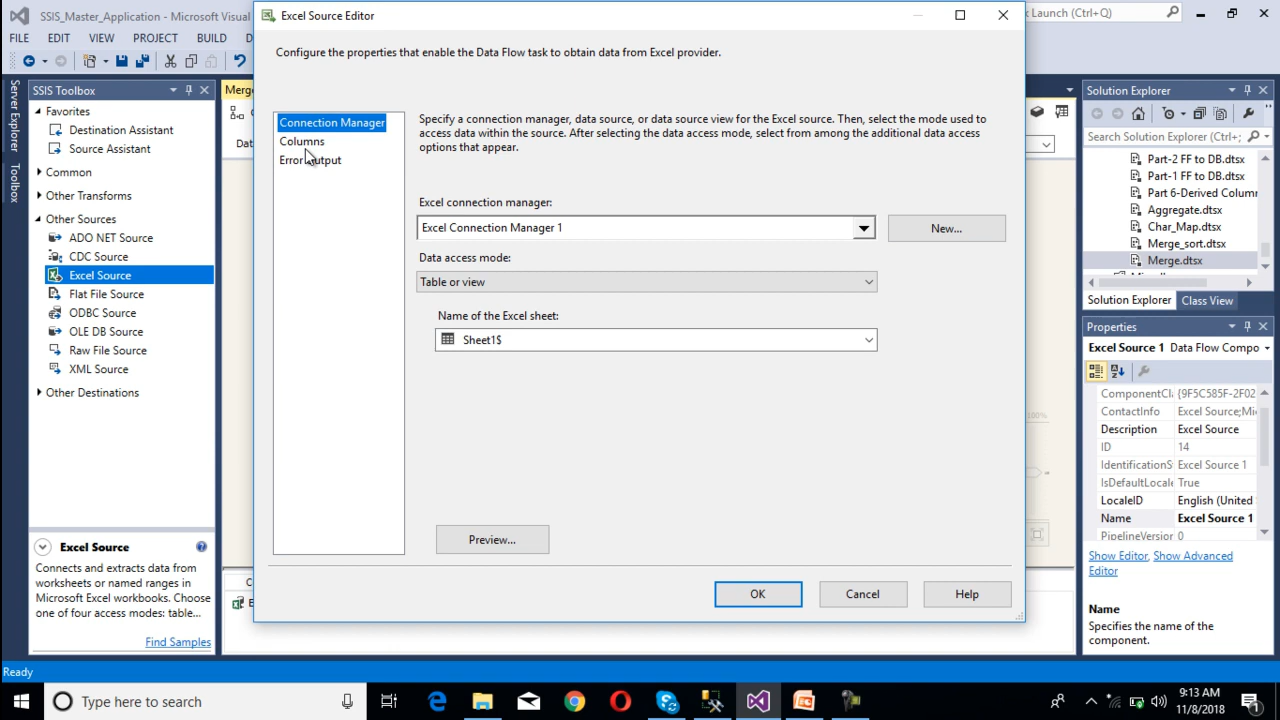 SSIS_Master_Application - Microsoft Visual
Excel Source Editor
Launch (Ctrl+Q)
FILE EDIT VIEW PROJECT BUILD
Configure the properties that enable the Data Flow task to obtain data from Excel provider.
Server Explorer
Toolbox
SSIS Toolbox
Favorites
Destination Assistant
Source Assistant
Common
Other Transforms
Other Sources
ADO NET Source
CDC Source
Excel Source
Flat File Source
ODBC Source
OLE DB Source
Raw File Source
XML Source
Other Destinations
Excel Source
Connects and extracts data from
worksheets or named ranges in
Microsoft Excel workbooks. Choose
one of four access modes: table...
Find Samples
Merg
Dat
Connection Manager
Columns
Error Output
Specify a connection manager, data source, or data source view for the Excel source. Then, select the mode used to
access data within the source. After selecting the data access mode, select from among the additional data access
options that appear.
Excel connection manager:
Excel Connection Manager 1
New...
Data access mode:
Table or view
Name of the Excel sheet:
Sheet1$
Preview...
OK
Cancel
Help
100%
Solution Explorer
Search Solution Explorer (Ctrl+;
Part-2 FF to DB.dtsx
Part-1 FF to DB.dtsx
Part 6-Derived Column
Aggregate.dtsx
Char_Map.dtsx
Merge_sort.dtsx
Merge.dtsx
Solution Explorer
Class View
Properties
Excel Source 1 Data Flow Compo
ComponentCla {9F5C585F-2F02
ContactInfo Excel Source;Mic
Description Excel Source
ID 14
IdentificationSt Excel Source 1
IsDefaultLocale True
LocaleID English (United
Name Excel Source 1
PipelineVersion 0
Show Editor, Show Advanced
Editor
Name
Specifies the name of the
component.
Ready
Type here to search
9:13 AM
11/8/2018
1